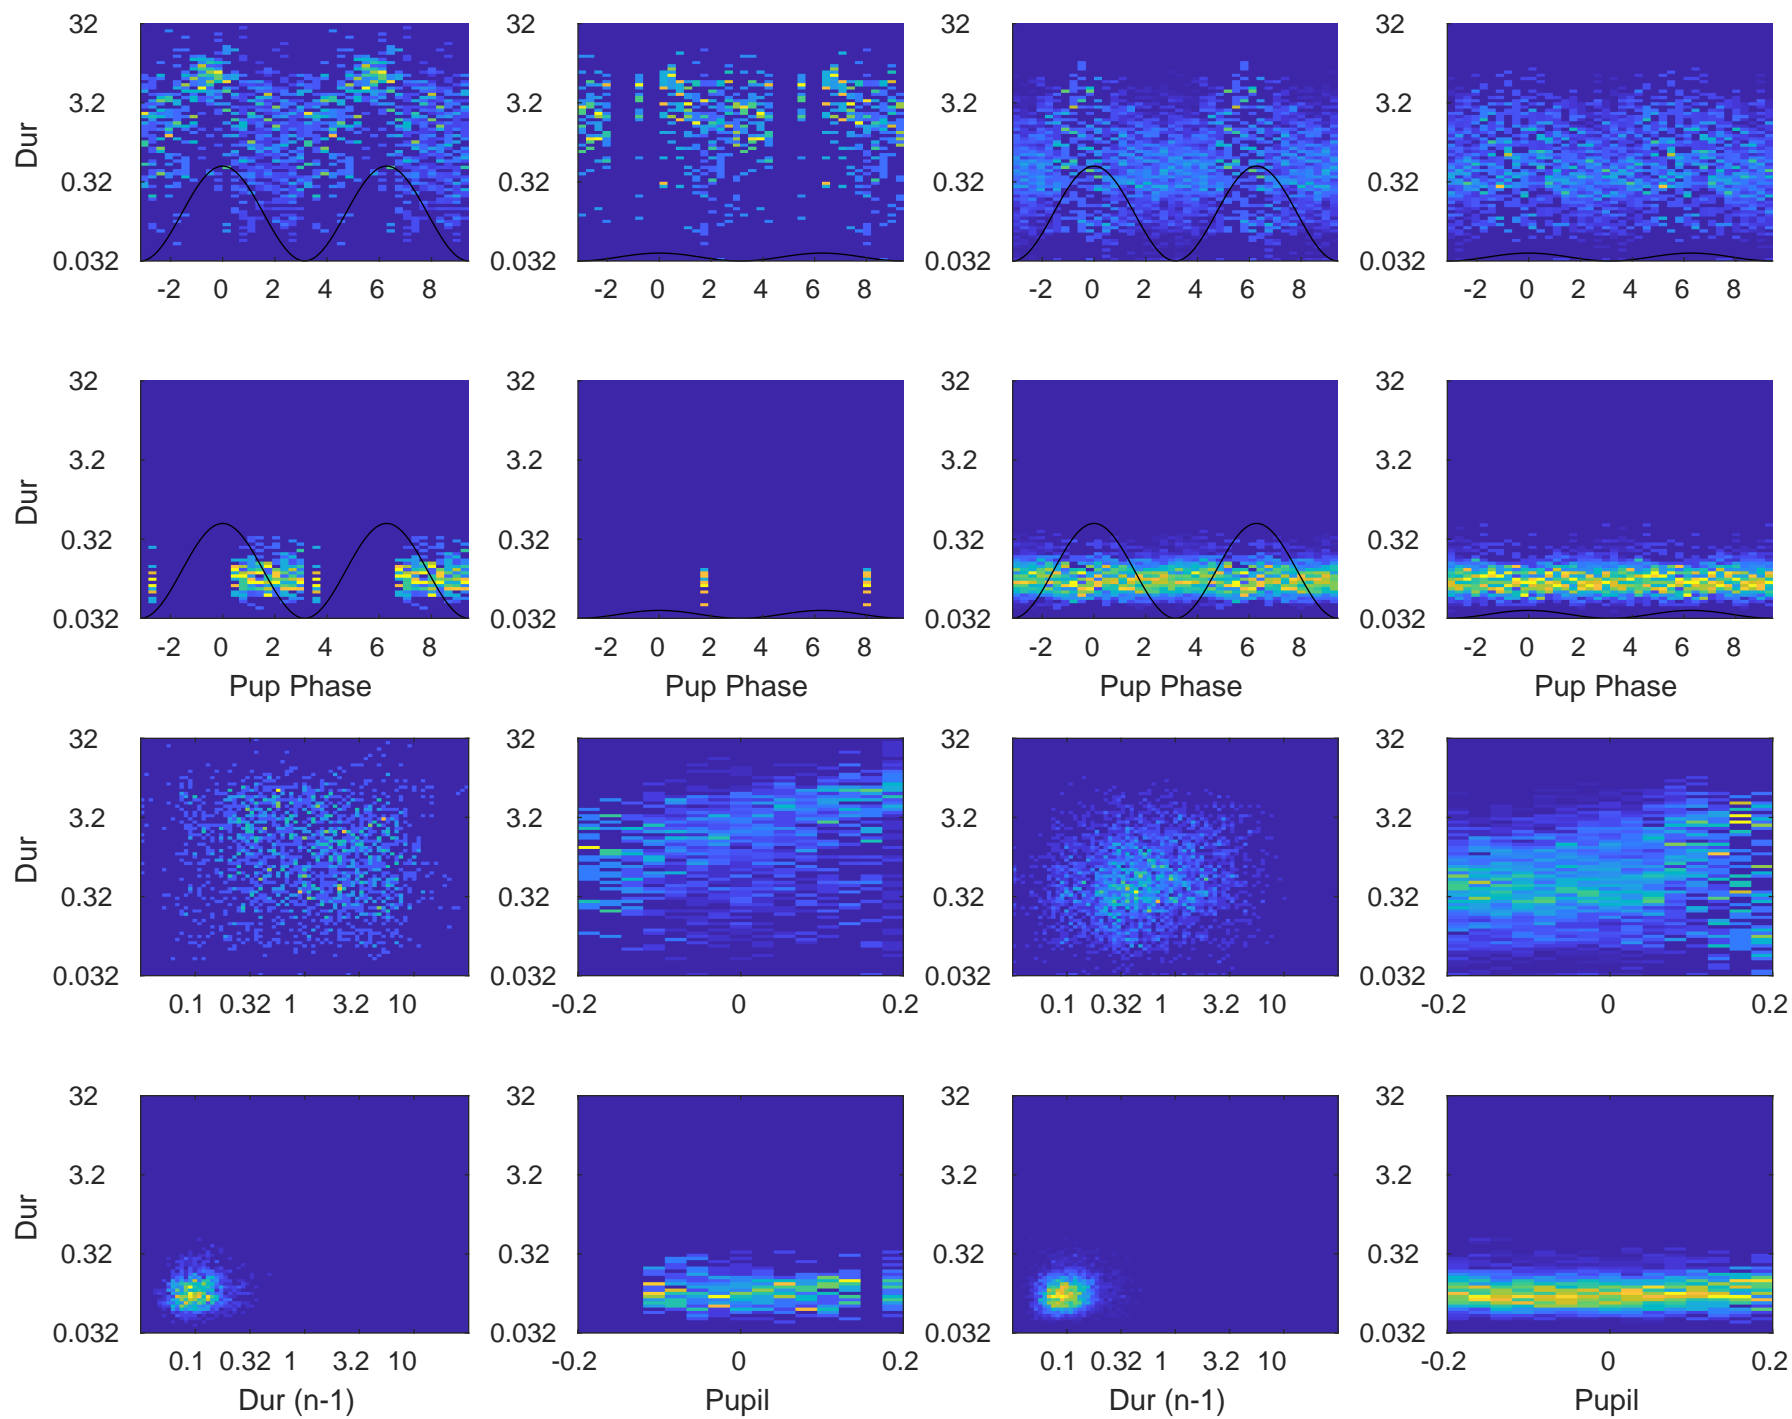 32 32 32 32
3.2 3.2 3.2 3.2
Dur
0.32 0.32 0.32 0.32
0.032 0.032 0.032 0.032
-2 0 2 4 6 8 -2 0 2 4 6 8 -2 0 2 4 6 8 -2 0 2 4 6 8
32 32 32 32
3.2 3.2 3.2 3.2
Dur
0.32 0.32 0.32 0.32
0.032 0.032 0.032 0.032
-2 0 2 4 6 8 -2 0 2 4 6 8 -2 0 2 4 6 8 -2 0 2 4 6 8
Pup Phase Pup Phase Pup Phase Pup Phase
32 32 32 32
3.2 3.2 3.2 3.2
Dur
0.32 0.32 0.32 0.32
0.032 0.032 0.032 0.032
0.1 0.32 1 3.2 10 -0.2 0 0.2 0.1 0.32 1 3.2 10 -0.2 0 0.2
32 32 32 32
3.2 3.2 3.2 3.2
Dur
0.32 0.32 0.32 0.32
0.032 0.032 0.032 0.032
0.1 0.32 1 3.2 10 -0.2 0 0.2 0.1 0.32 1 3.2 10 -0.2 0 0.2
Dur (n-1) Pupil Dur (n-1) Pupil